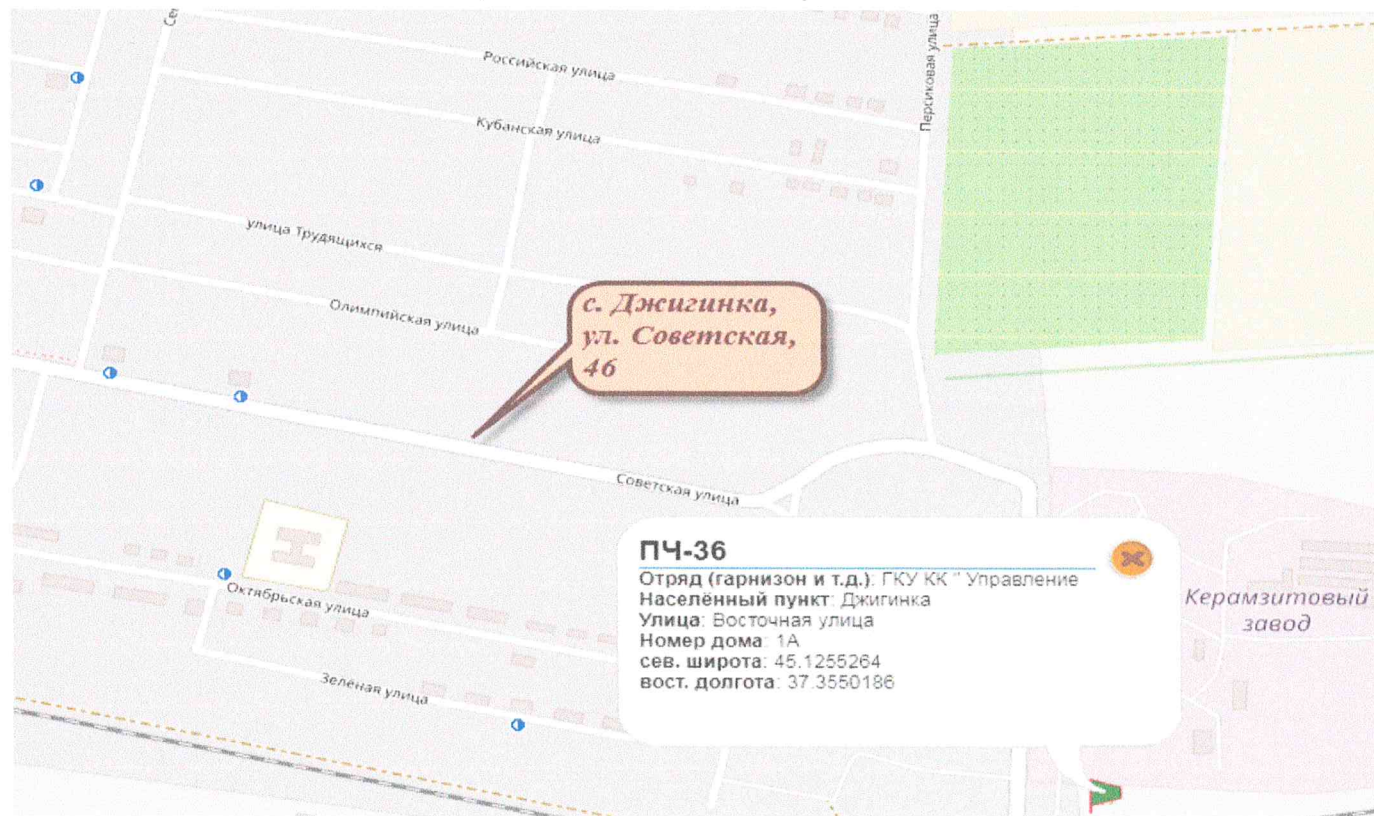 Российская улица
Персиковая улица
Кубанская улица
улица Трудящихся
Олимпийская улица
с. Джигинка,
ул. Советская,
46
Советская улица
ПЧ-36
Отряд (гарнизон и т.д.): ГКУ КК " Управление
Населённый пункт: Джигинка
Улица: Восточная улица
Номер дома: 1А
сев. широта: 45.1255264
вост. долгота: 37.3550186
Керамзитовый
завод
Октябрьская улица
Зелёная улица